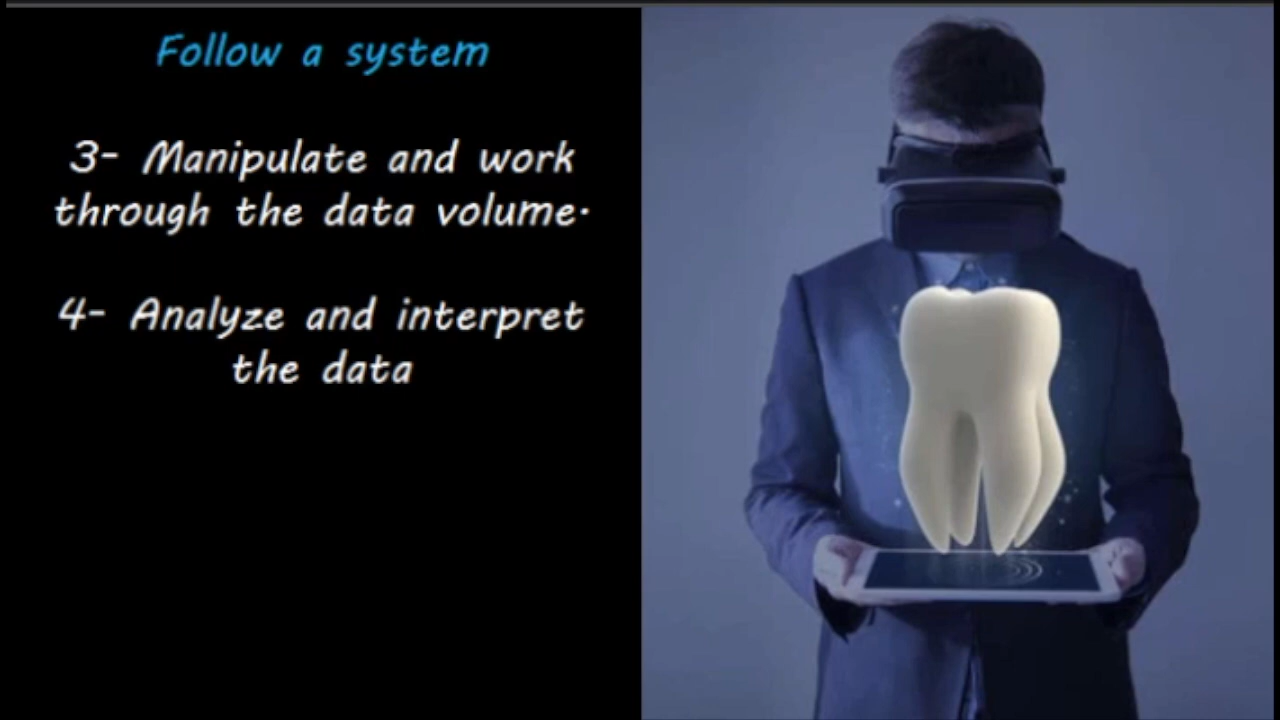 Follow a system
3- Manipulate and work
through the data volume.
4- Analyze and interpret
the data